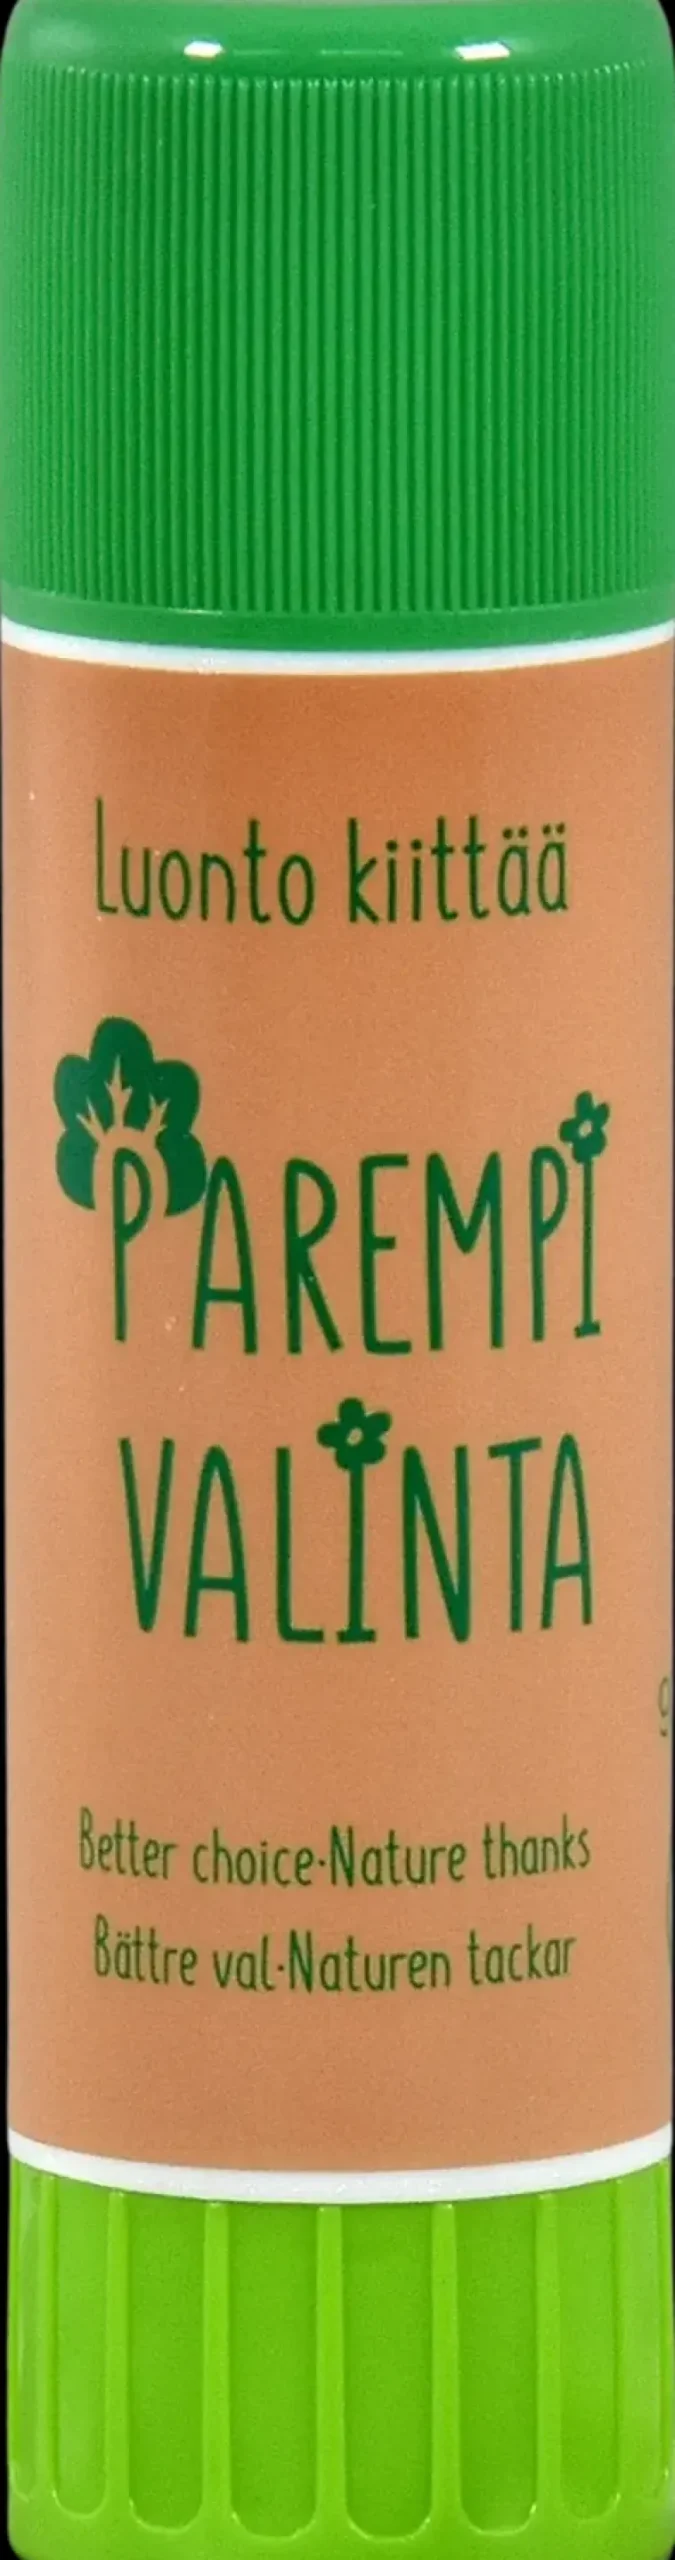 Luonto kiittää
PAREMPI
VALINTA
Better choice·Nature thanks
Bättre val·Naturen tackar